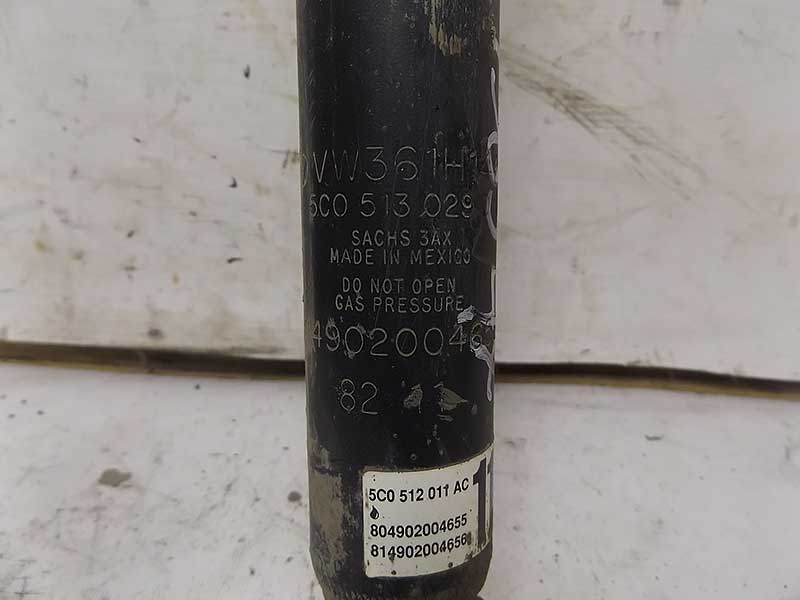 VW361H
5C0 513 029
SACHS 3AX
MADE IN MEXICO
DO NOT OPEN
GAS PRESSURE
49020046
82
5C0 512 011 AC
804902004655
814902004656